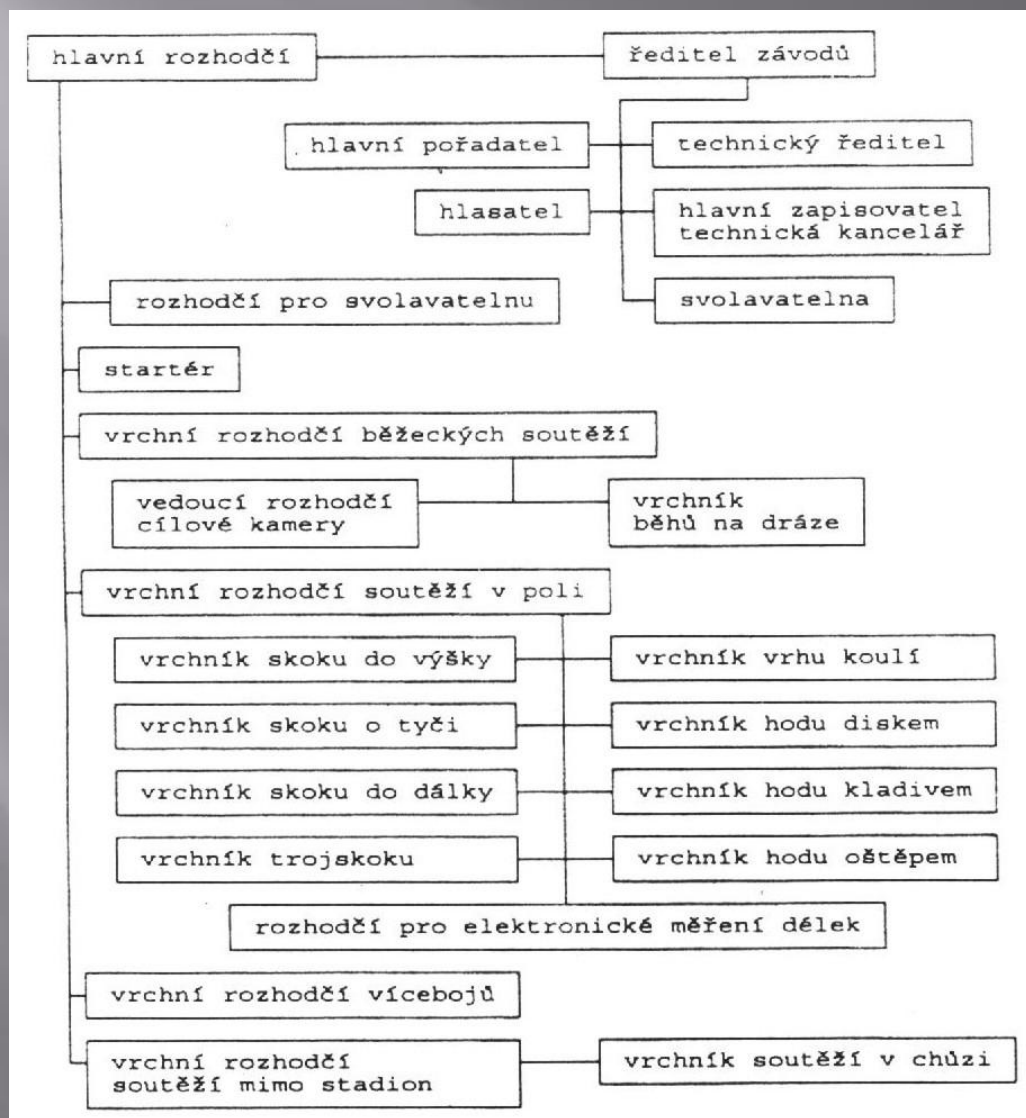 hlavní rozhodčí
ředitel závodů
hlavní pořadatel
technický ředitel
hlasatel
hlavní zapisovatel
technická kancelář
rozhodčí pro svolavatelnu
svolavatelna
startér
vrchní rozhodčí běžeckých soutěží
vedoucí rozhodčí
cílové kamery
vrchník
běhů na dráze
vrchní rozhodčí soutěží v poli
vrchník skoku do výšky
vrchník vrhu koulí
vrchník skoku o tyči
vrchník hodu diskem
vrchník skoku do dálky
vrchník hodu kladivem
vrchník trojskoku
vrchník hodu oštěpem
rozhodčí pro elektronické měření délek
vrchní rozhodčí vícebojů
vrchní rozhodčí
soutěží mimo stadion
vrchník soutěží v chůzi